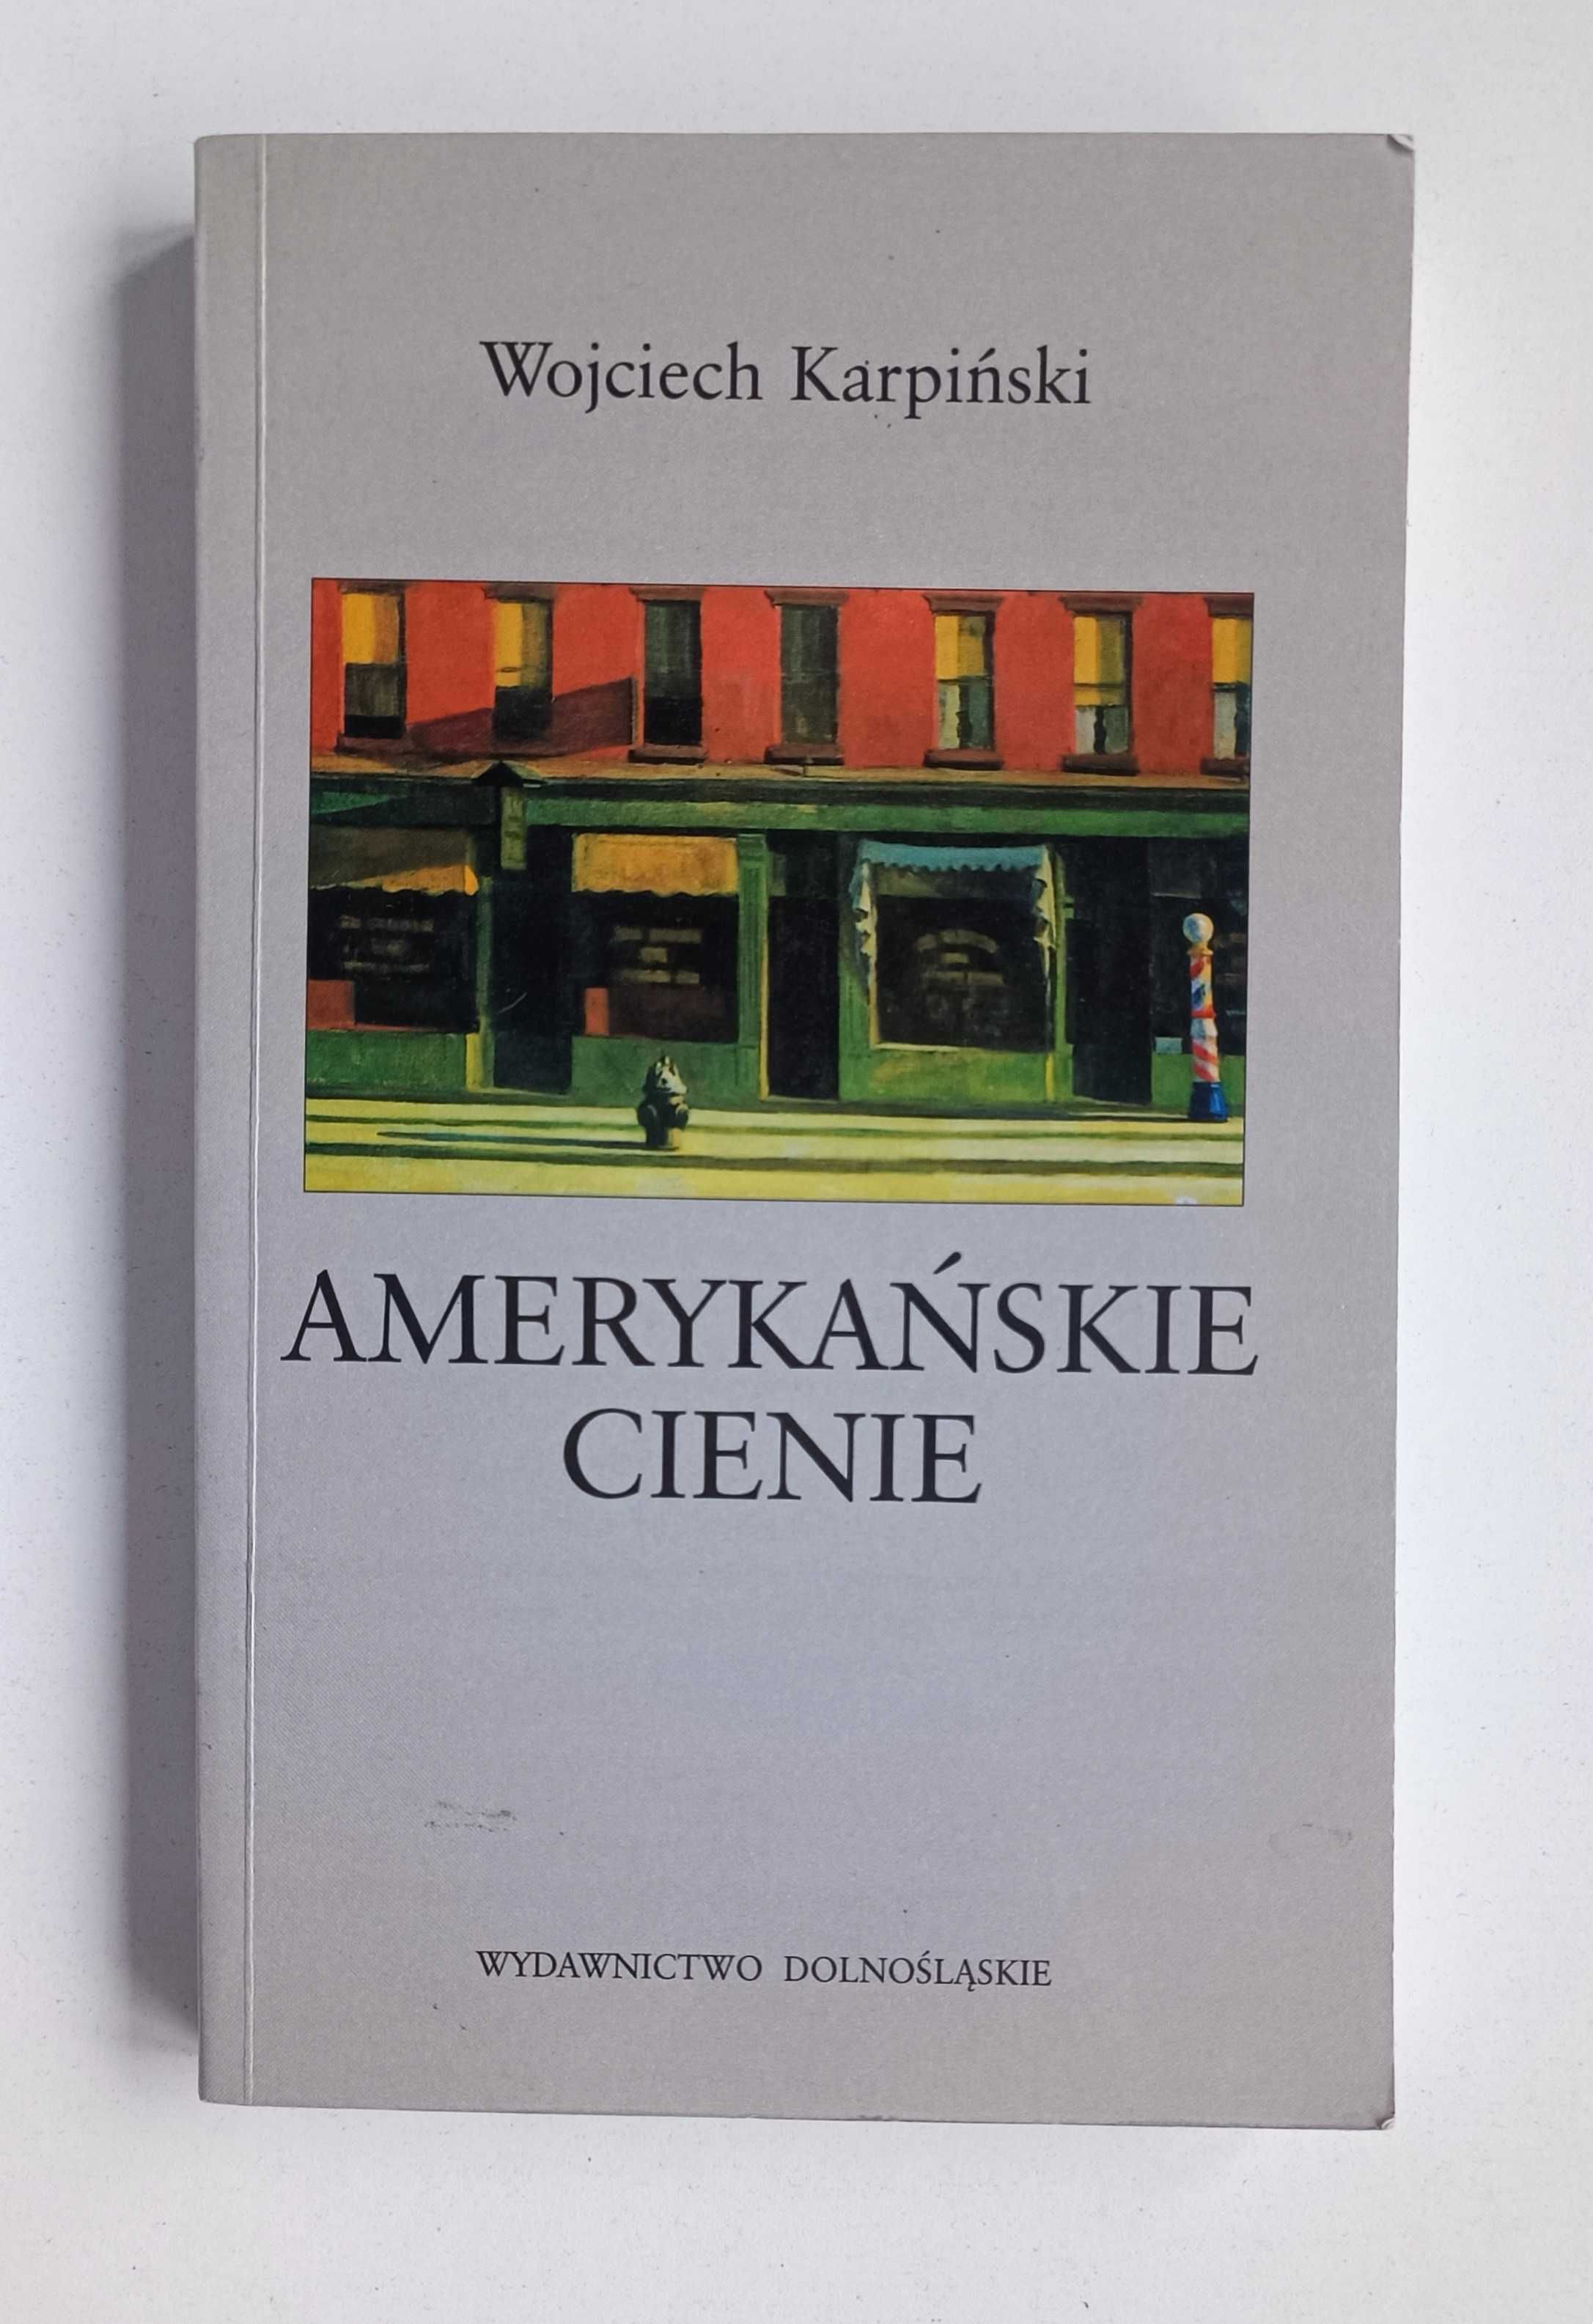 Wojciech Karpiński
AMERYKAŃSKIE
CIENIE
WYDAWNICTWO DOLNOŚLĄSKIE